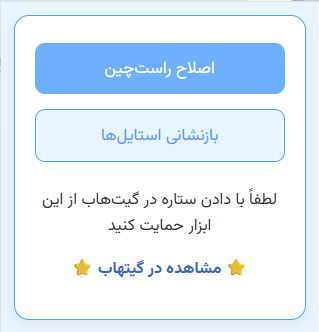 اصلاح راست‌چین
بازنشانی استایل‌ها
لطفاً با دادن ستاره در گیت‌هاب از این
ابزار حمایت کنید
⭐ مشاهده در گیتهاب ⭐